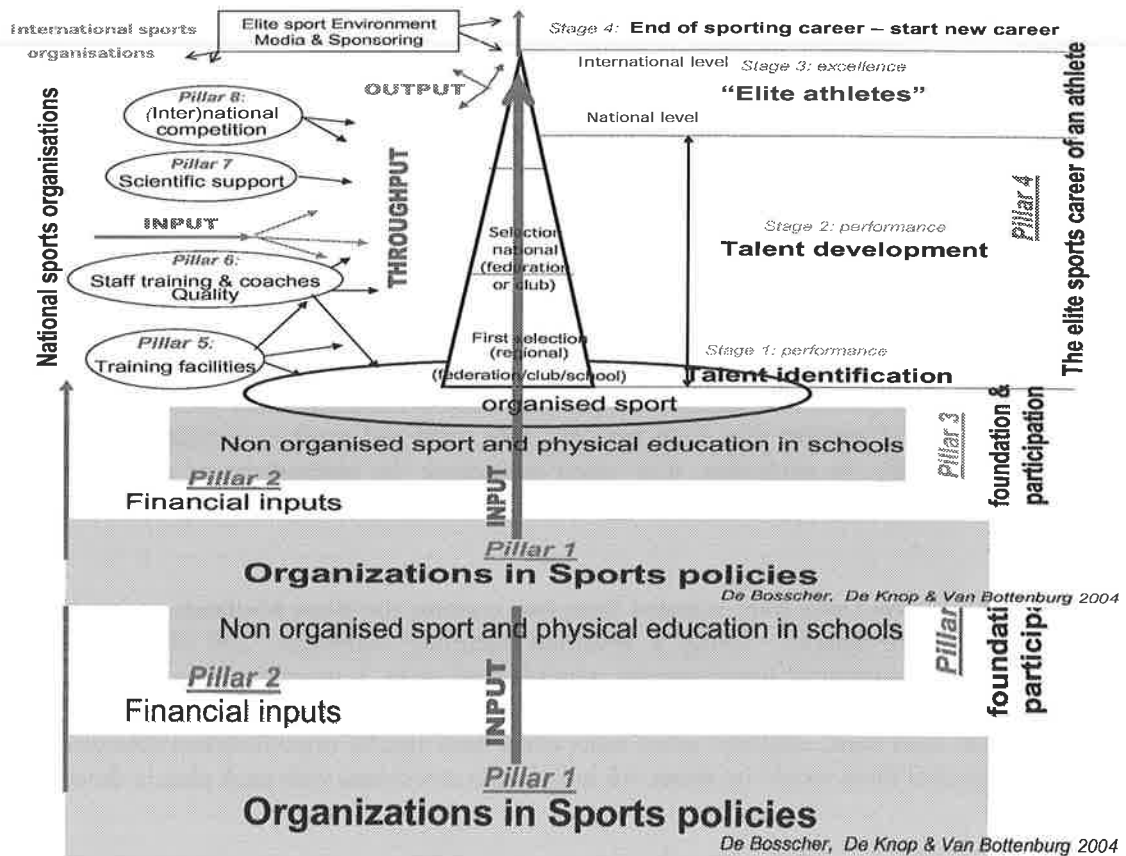 International sports
organisations
Elite sport Environment
Media & Sponsoring
Stage 4: End of sporting career – start new career
International level
Stage 3: excellence
"Elite athletes"
National level
OUTPUT
Pillar 8:
(Inter)national
competition
Pillar 7
Scientific support
INPUT
Pillar 6:
Staff training & coaches
Quality
Pillar 5:
Training facilities
National sports organisations
THROUGHPUT
Selection
national
(federation
or club)
First selection
(regional)
(federation/club/school)
Stage 2: performance
Talent development
Stage 1: performance
Talent identification
Pillar 4
The elite sports career of an athlete
organised sport
Non organised sport and physical education in schools
Pillar 3
foundation &
participation
Pillar 2
Financial inputs
INPUT
Pillar 1
Organizations in Sports policies
De Bosscher, De Knop & Van Bottenburg 2004
Non organised sport and physical education in schools
Pillar
foundati
participa
Pillar 2
Financial inputs
INPUT
Pillar 1
Organizations in Sports policies
De Bosscher, De Knop & Van Bottenburg 2004